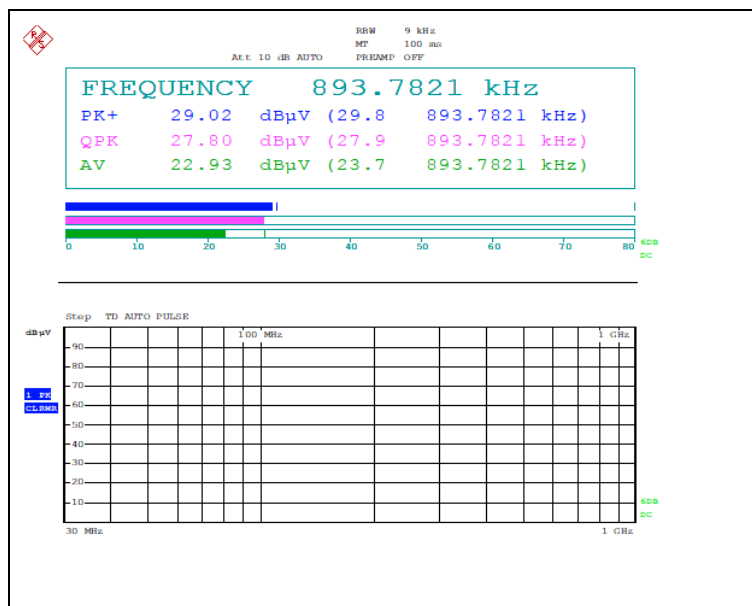 R S
RBW 9 kHz
MT 100 ms
Att 10 dB AUTO PREAMP OFF
FREQUENCY 893.7821 kHz
PK+ 29.02 dBµV (29.8 893.7821 kHz)
QPK 27.80 dBµV (27.9 893.7821 kHz)
AV 22.93 dBµV (23.7 893.7821 kHz)
0 10 20 30 40 50 60 70 80
6DB
DC
Step TD AUTO PULSE
dBµV
100 MHz 1 GHz
90
80
70
1 PK
CLRWR
60
50
40
30
20
10
6DB
DC
30 MHz 1 GHz